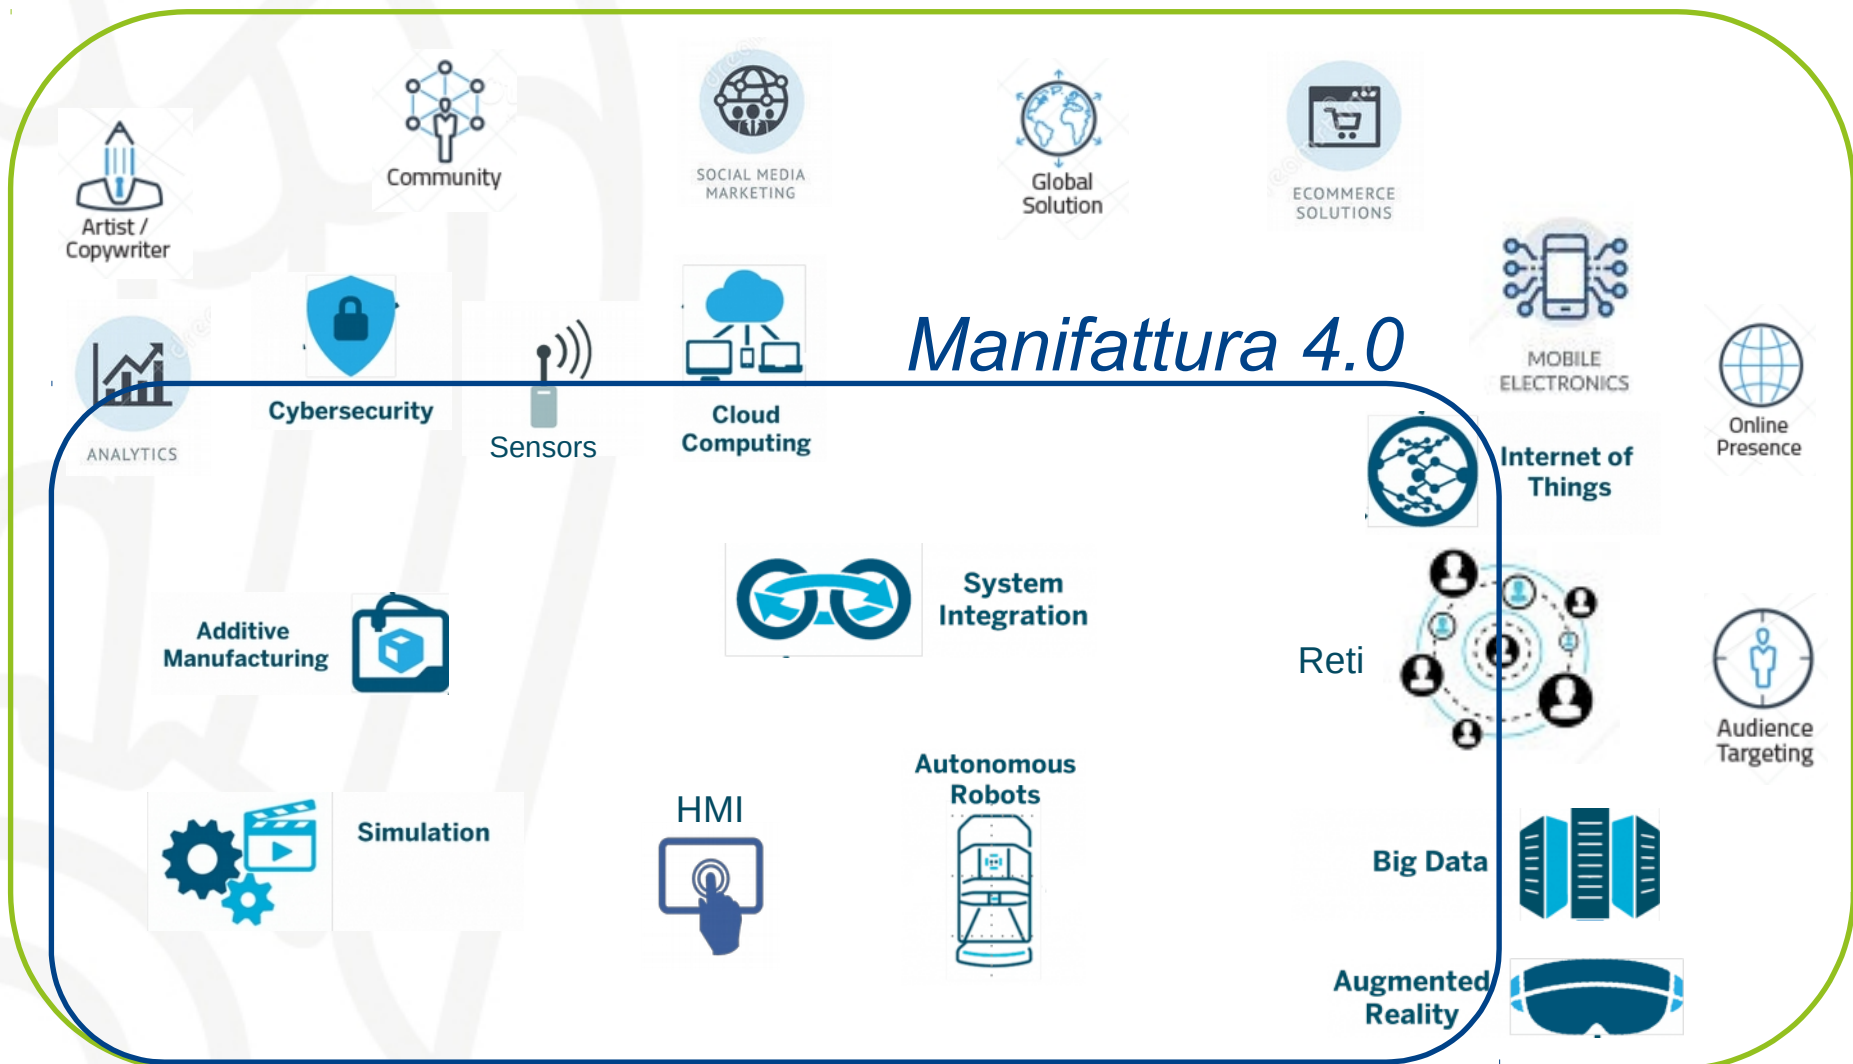 Artist /
Copywriter
Community
SOCIAL MEDIA
MARKETING
Global
Solution
ECOMMERCE
SOLUTIONS
MOBILE
ELECTRONICS
Online
Presence
Audience
Targeting
ANALYTICS
Cybersecurity
Sensors
Cloud
Computing
Manifattura 4.0
Internet of
Things
Additive
Manufacturing
System
Integration
Reti
Simulation
HMI
Autonomous
Robots
Big Data
Augmented
Reality